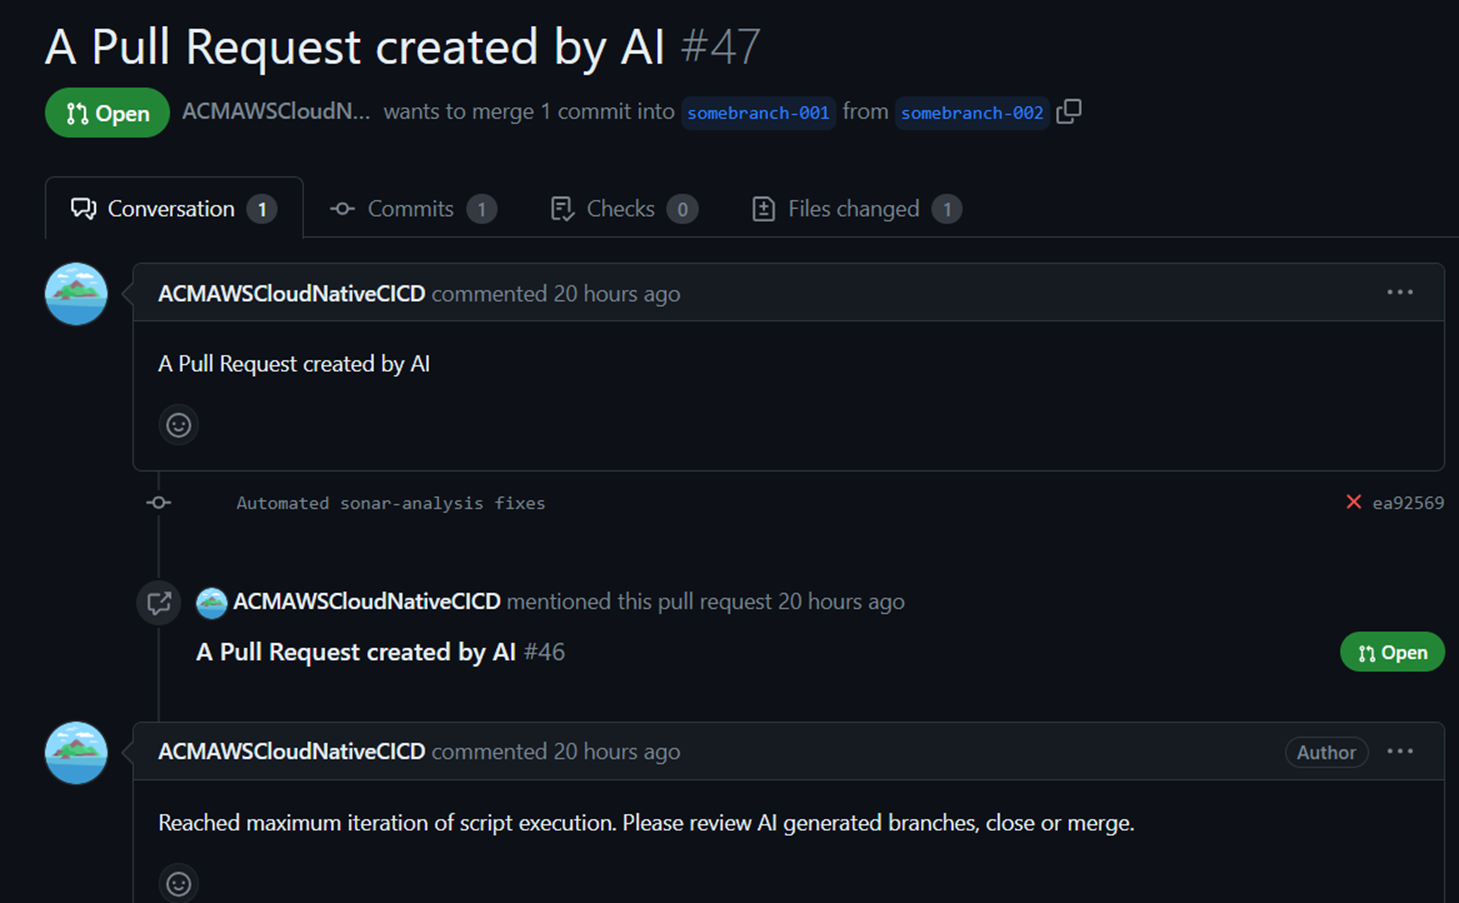 A Pull Request created by AI #47
Open ACMAWSCloudN... wants to merge 1 commit into somebranch-001 from somebranch-002
Conversation 1 Commits 1 Checks 0 Files changed 1
ACMAWSCloudNativeCICD commented 20 hours ago
A Pull Request created by AI
Automated sonar-analysis fixes ea92569
ACMAWSCloudNativeCICD mentioned this pull request 20 hours ago
A Pull Request created by AI #46 Open
ACMAWSCloudNativeCICD commented 20 hours ago Author
Reached maximum iteration of script execution. Please review AI generated branches, close or merge.